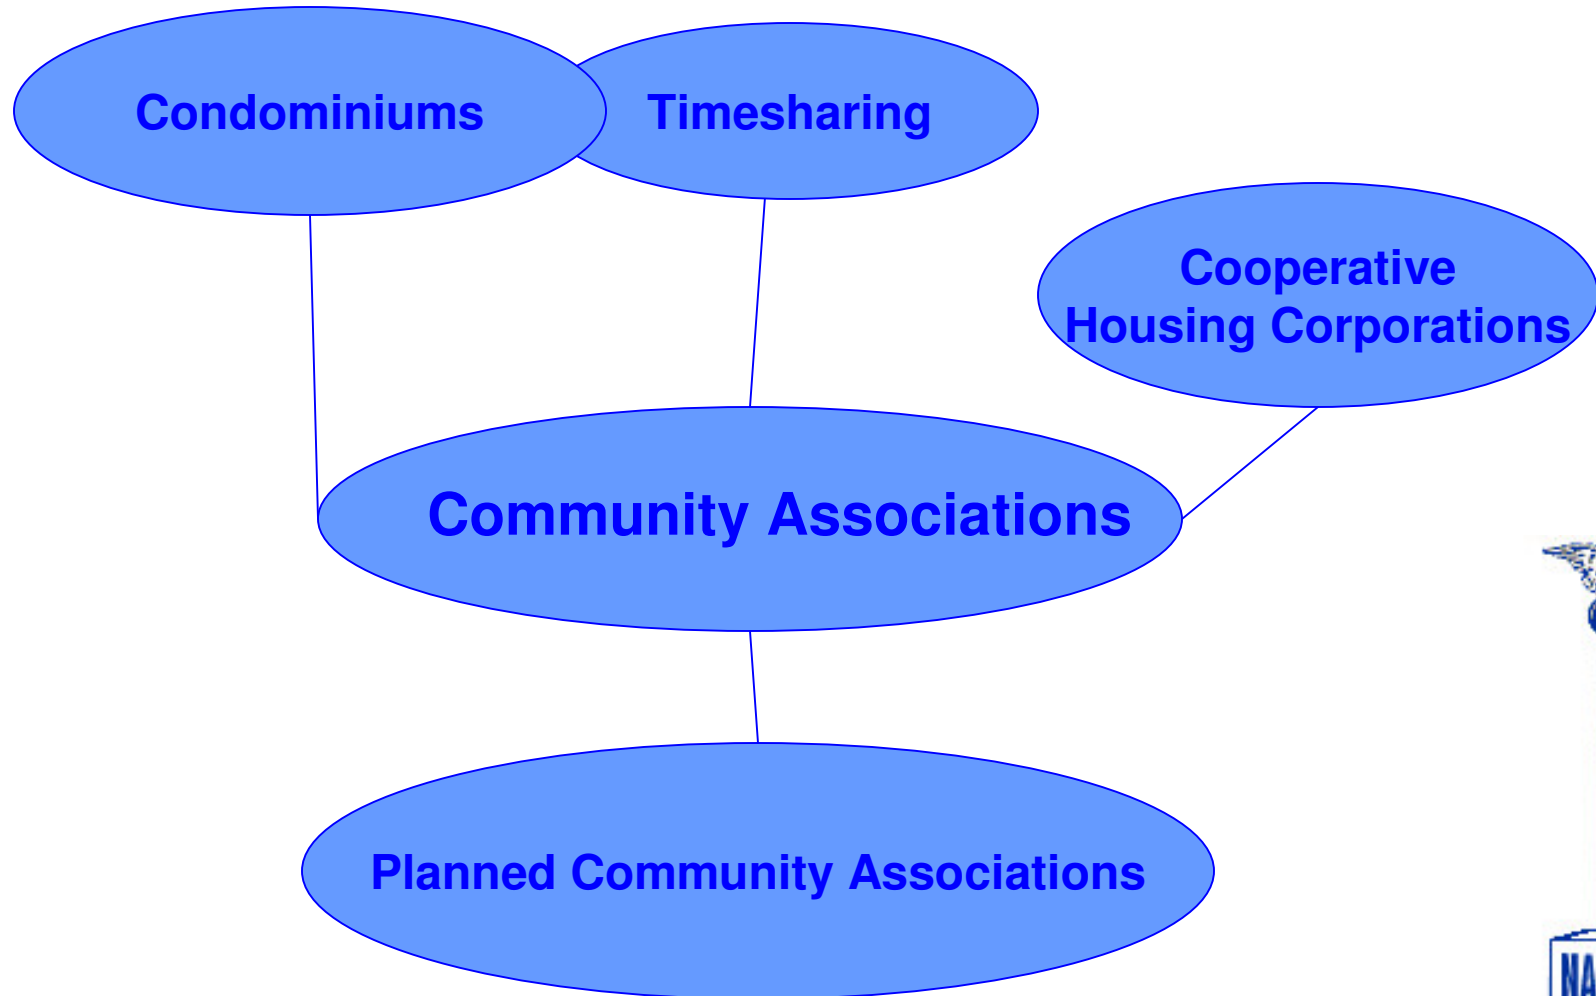 Condominiums
Timesharing
Cooperative
Housing Corporations
Community Associations
Planned Community Associations